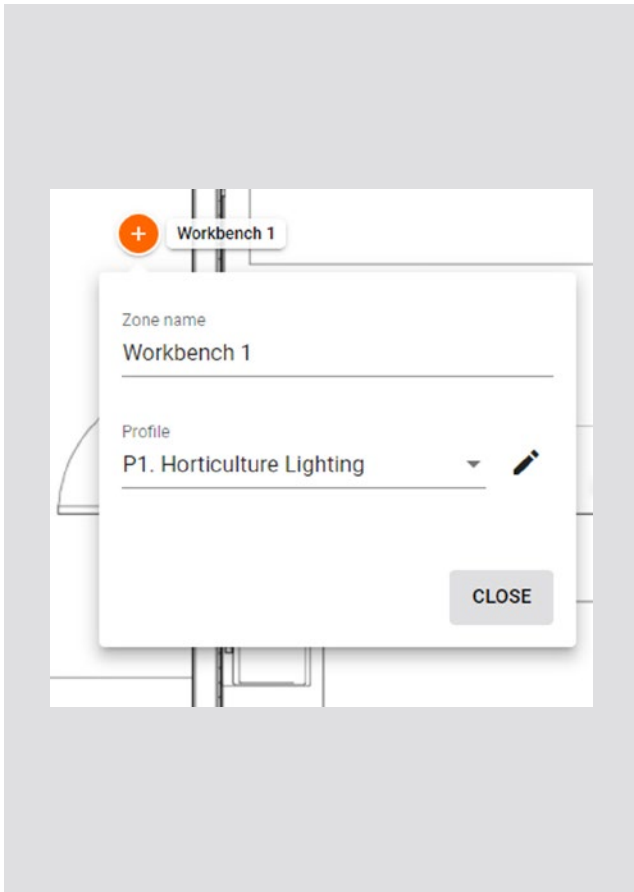 Workbench 1
Zone name
Workbench 1
Profile
P1. Horticulture Lighting
CLOSE